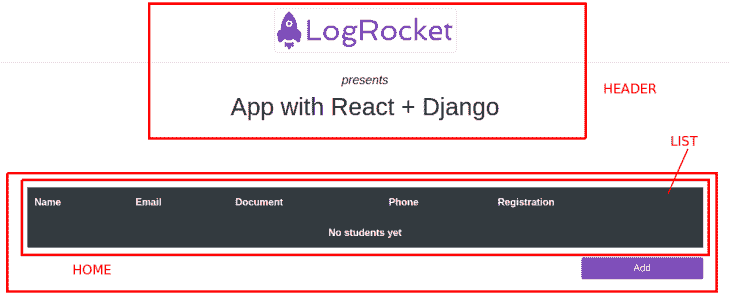 LogRocket
presents
App with React + Django
HEADER
LIST
Name Email Document Phone Registration
No students yet
Add
HOME